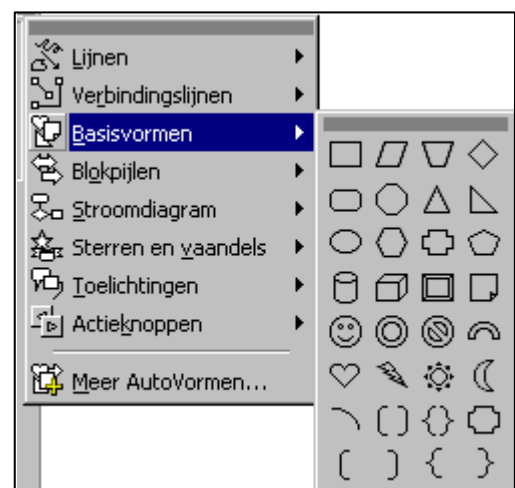 Lijnen
Verbindingslijnen
Basisvormen
Blokpijlen
Stroomdiagram
Sterren en vaandels
Toelichtingen
Actieknoppen
Meer AutoVormen...